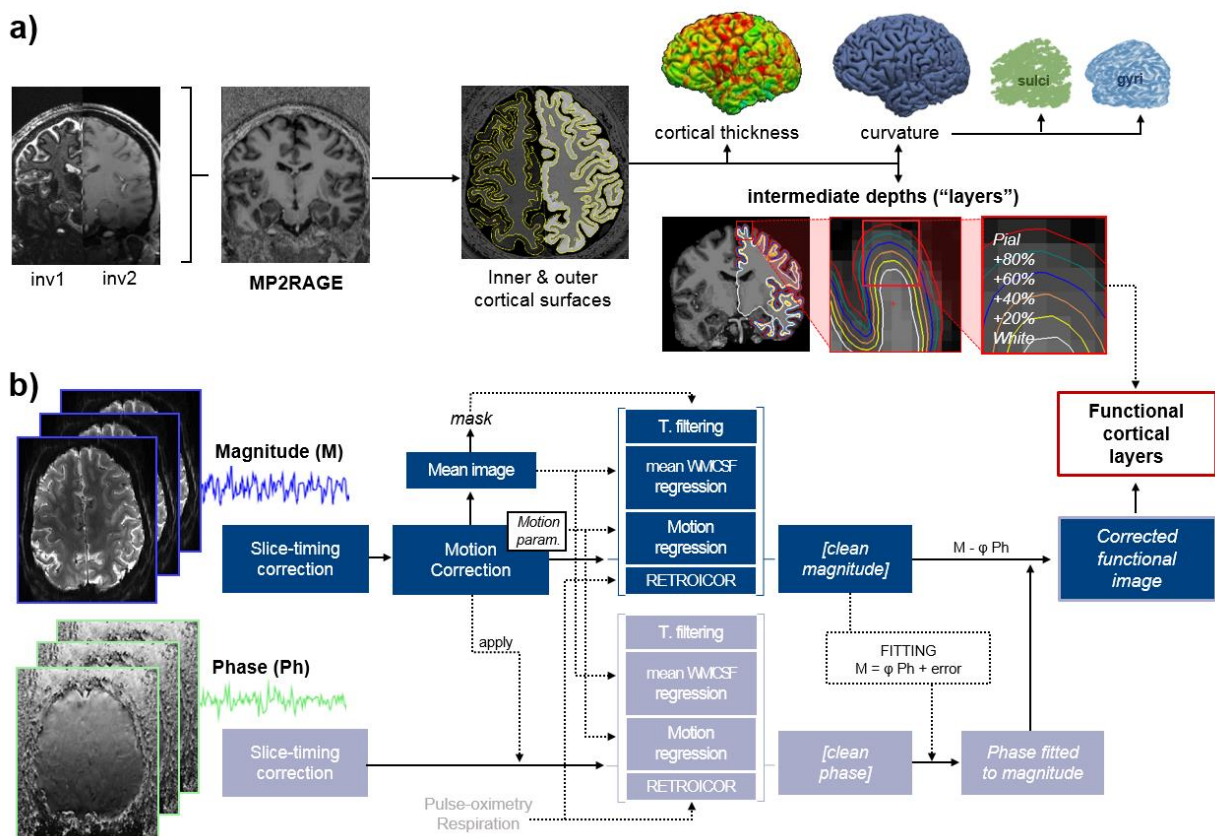 a)
inv1
inv2
MP2RAGE
Inner & outer
cortical surfaces
cortical thickness
curvature
sulci
gyri
intermediate depths (“layers”)
Pial
+80%
+60%
+40%
+20%
White
b)
Magnitude (M)
Slice-timing
correction
mask
Mean image
Motion
Correction
Motion
param.
T. filtering
mean WMCSF
regression
Motion
regression
RETROICOR
[clean
magnitude]
M - φ Ph
Corrected
functional
image
Functional
cortical
layers
Phase (Ph)
Slice-timing
correction
apply
T. filtering
mean WMCSF
regression
Motion
regression
RETROICOR
Pulse-oximetry
Respiration
[clean
phase]
FITTING
M = φ Ph + error
Phase fitted
to magnitude